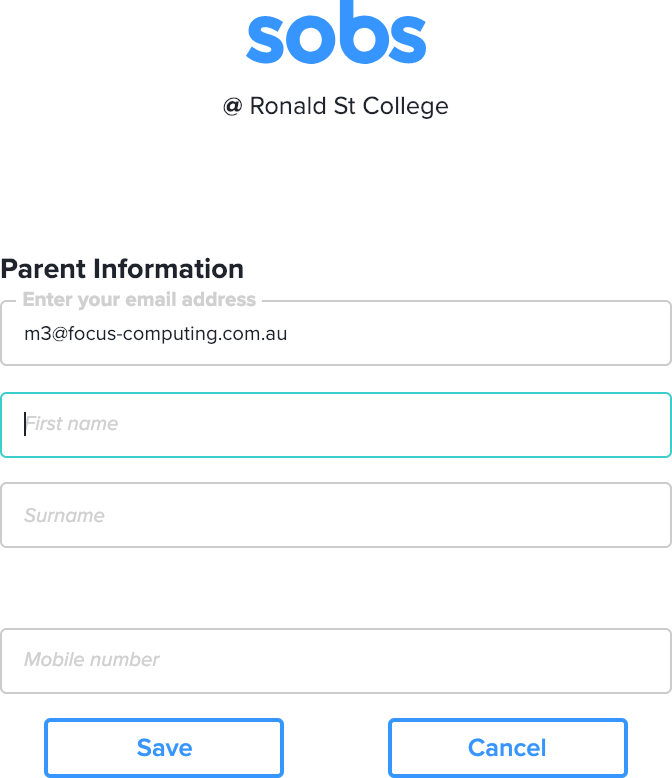 sobs
@ Ronald St College
Parent Information
Enter your email address
m3@focus-computing.com.au
First name
Surname
Mobile number
Save
Cancel